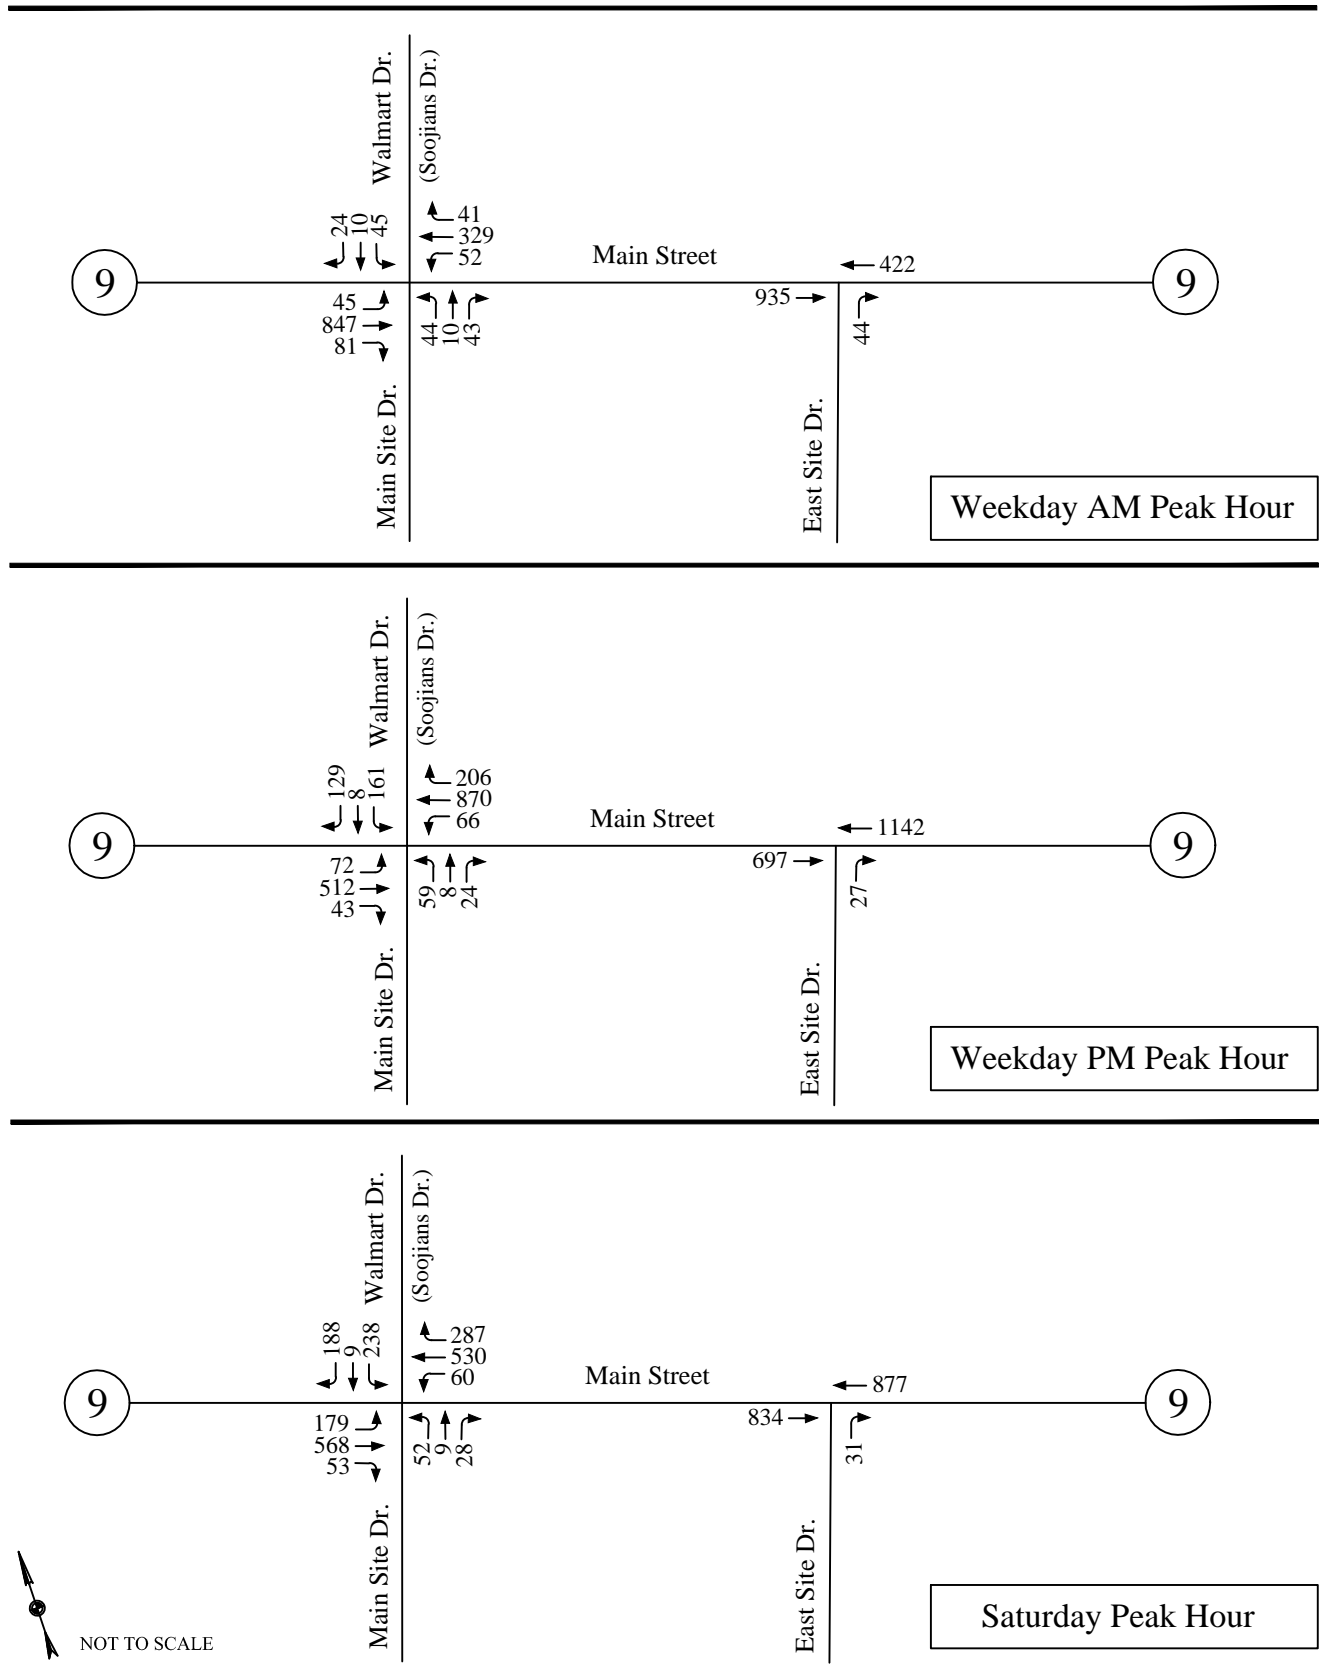 Walmart Dr.
(Soojians Dr.)
24
10
45
41
329
52
Main Street
422
9
9
45
847
81
44
10
43
935
44
Main Site Dr.
East Site Dr.
Weekday AM Peak Hour
Walmart Dr.
(Soojians Dr.)
129
8
161
206
870
66
Main Street
1142
9
9
72
512
43
59
8
24
697
27
Main Site Dr.
East Site Dr.
Weekday PM Peak Hour
Walmart Dr.
(Soojians Dr.)
188
9
238
287
530
60
Main Street
877
9
9
179
568
53
52
9
28
834
31
Main Site Dr.
East Site Dr.
Saturday Peak Hour
NOT TO SCALE